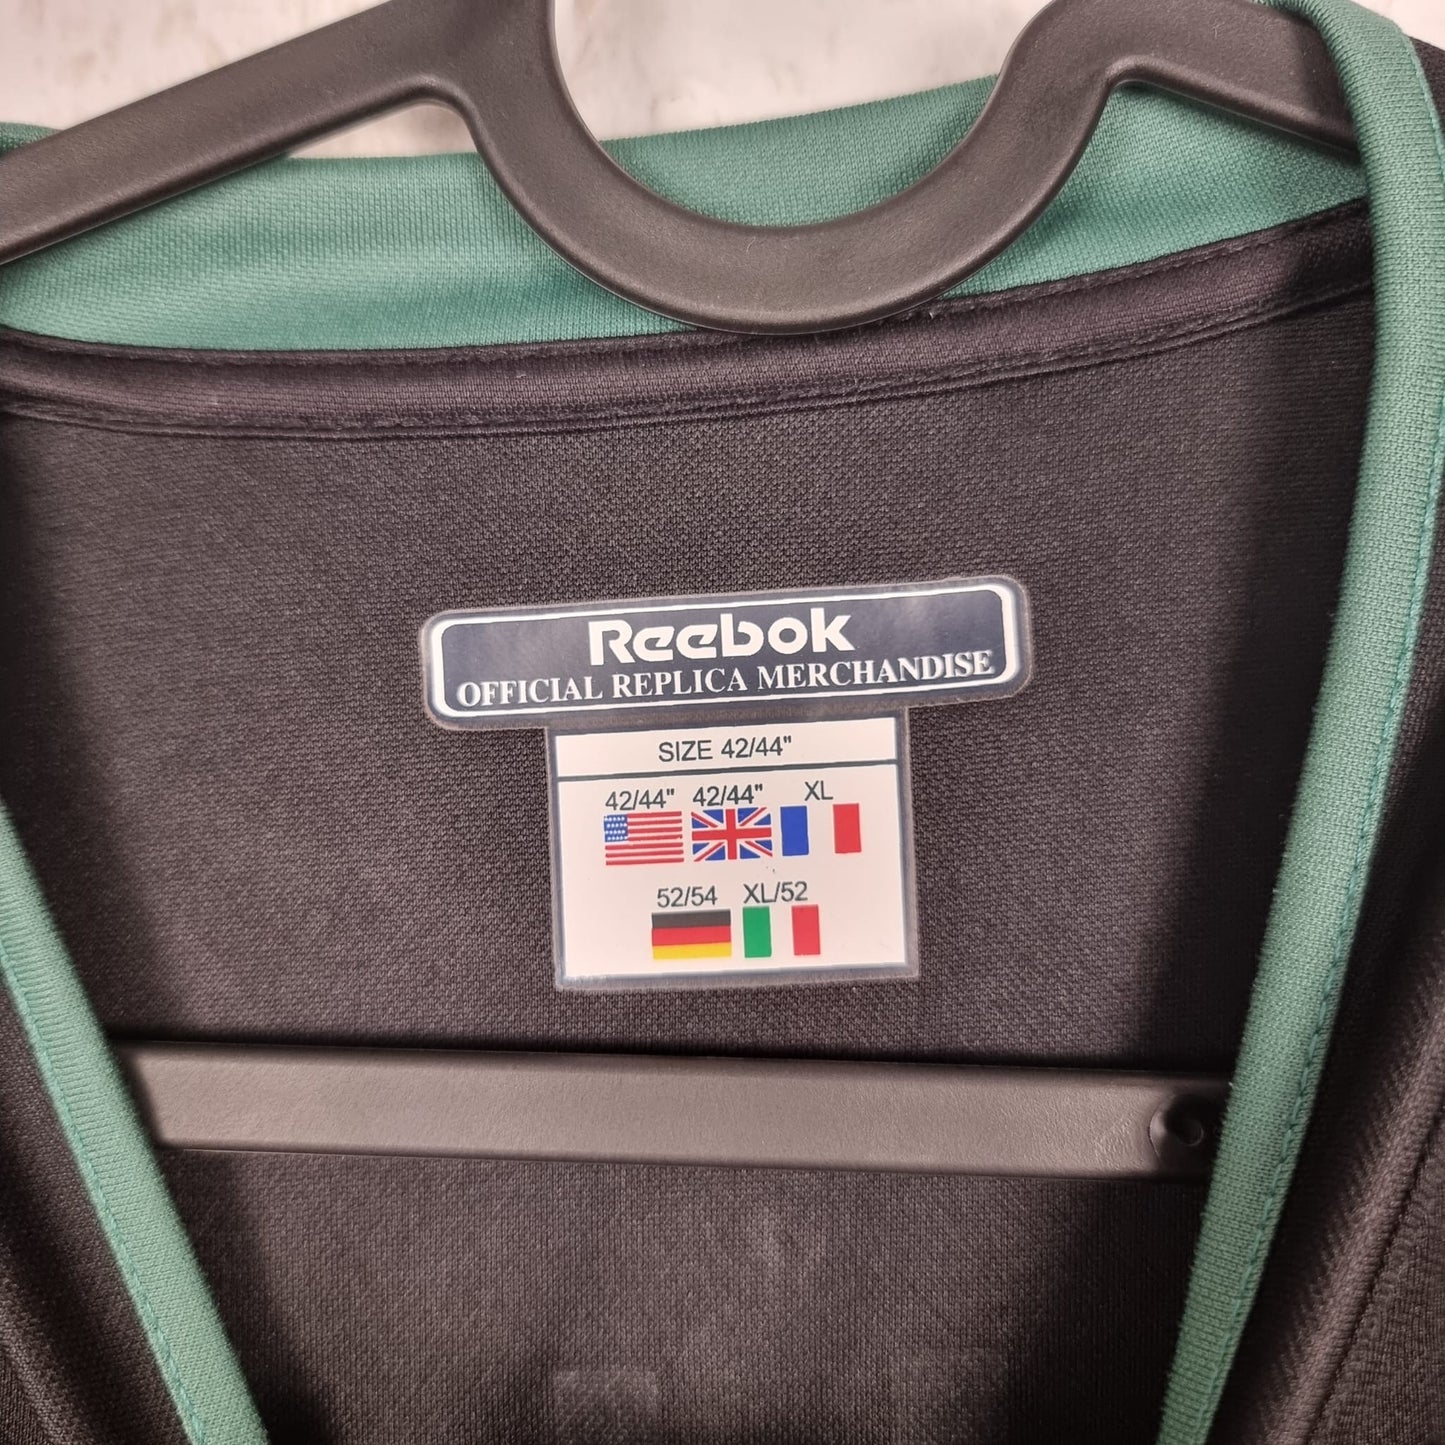 Reebok
OFFICIAL REPLICA MERCHANDISE
SIZE 42/44"
42/44" 42/44" XL
52/54 XL/52